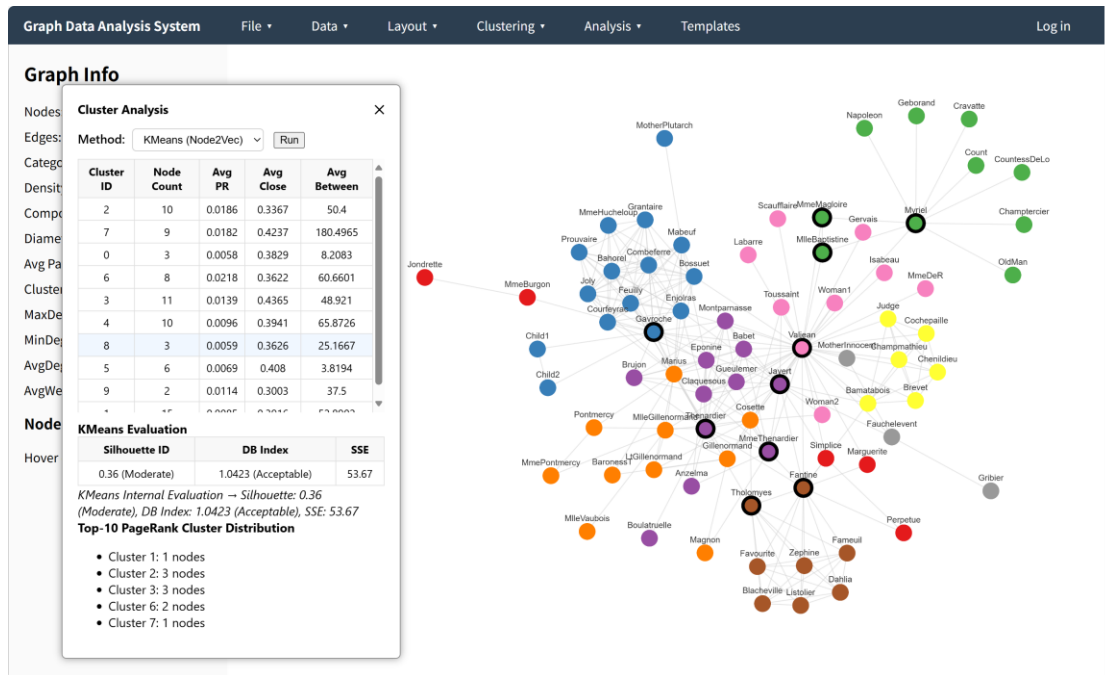 Graph Data Analysis System File ▾ Data ▾ Layout ▾ Clustering ▾ Analysis ▾ Templates Log in
Graph Info
Nodes
Edges:
Catego
Densit
Compo
Diame
Avg Pa
Cluster
MaxDe
MinDeg
AvgDeg
AvgWe
Node
Hover
Cluster Analysis ×
Method: KMeans (Node2Vec) Run
Cluster ID Node Count Avg PR Avg Close Avg Between
2 10 0.0186 0.3367 50.4
7 9 0.0182 0.4237 180.4965
0 3 0.0058 0.3829 8.2083
6 8 0.0218 0.3622 60.6601
3 11 0.0139 0.4365 48.921
4 10 0.0096 0.3941 65.8726
8 3 0.0059 0.3626 25.1667
5 6 0.0069 0.408 3.8194
9 2 0.0114 0.3003 37.5
KMeans Evaluation
Silhouette ID DB Index SSE
0.36 (Moderate) 1.0423 (Acceptable) 53.67
KMeans Internal Evaluation → Silhouette: 0.36
(Moderate), DB Index: 1.0423 (Acceptable), SSE: 53.67
Top-10 PageRank Cluster Distribution
• Cluster 1: 1 nodes
• Cluster 2: 3 nodes
• Cluster 3: 3 nodes
• Cluster 6: 2 nodes
• Cluster 7: 1 nodes
Geborand
Cravatte
Napoleon
MotherPlutarch
Count
CountessDeLo
Scaufflaire
MmeMagloire
Grantaire
MmeHucheloup
Myriel
Champtercier
Gervais
Mabeuf
Prouvaire
Labarre
MlleBaptistine
Combeferre
Bahorel
Bossuet
Isabeau
OldMan
Jondrette
MmeDeR
Joly
MmeBurgon
Feuilly
Woman1
Enjolras
Toussaint
Montparnasse
Judge
Courfeyrac
Gavroche
Cochepaille
Child1
Babet
Valjean
MotherInnocent
Champmathieu
Eponine
Chenildieu
Brujon
Marius
Gueulemer
Javert
Child2
Claquesous
Bamatabois
Brevet
Woman2
Cosette
Pontmercy
MlleGillenormand
Thenardier
Fauchelevent
MmeThenardier
Simplice
Marguerite
Gillenormand
MmePontmercy
BaronessT
LtGillenormand
Anzelma
Fantine
Gribier
Tholomyes
MlleVaubois
Boulatruelle
Perpetue
Magnon
Favourite
Zephine
Fameuil
Dahlia
Blacheville
Listolier